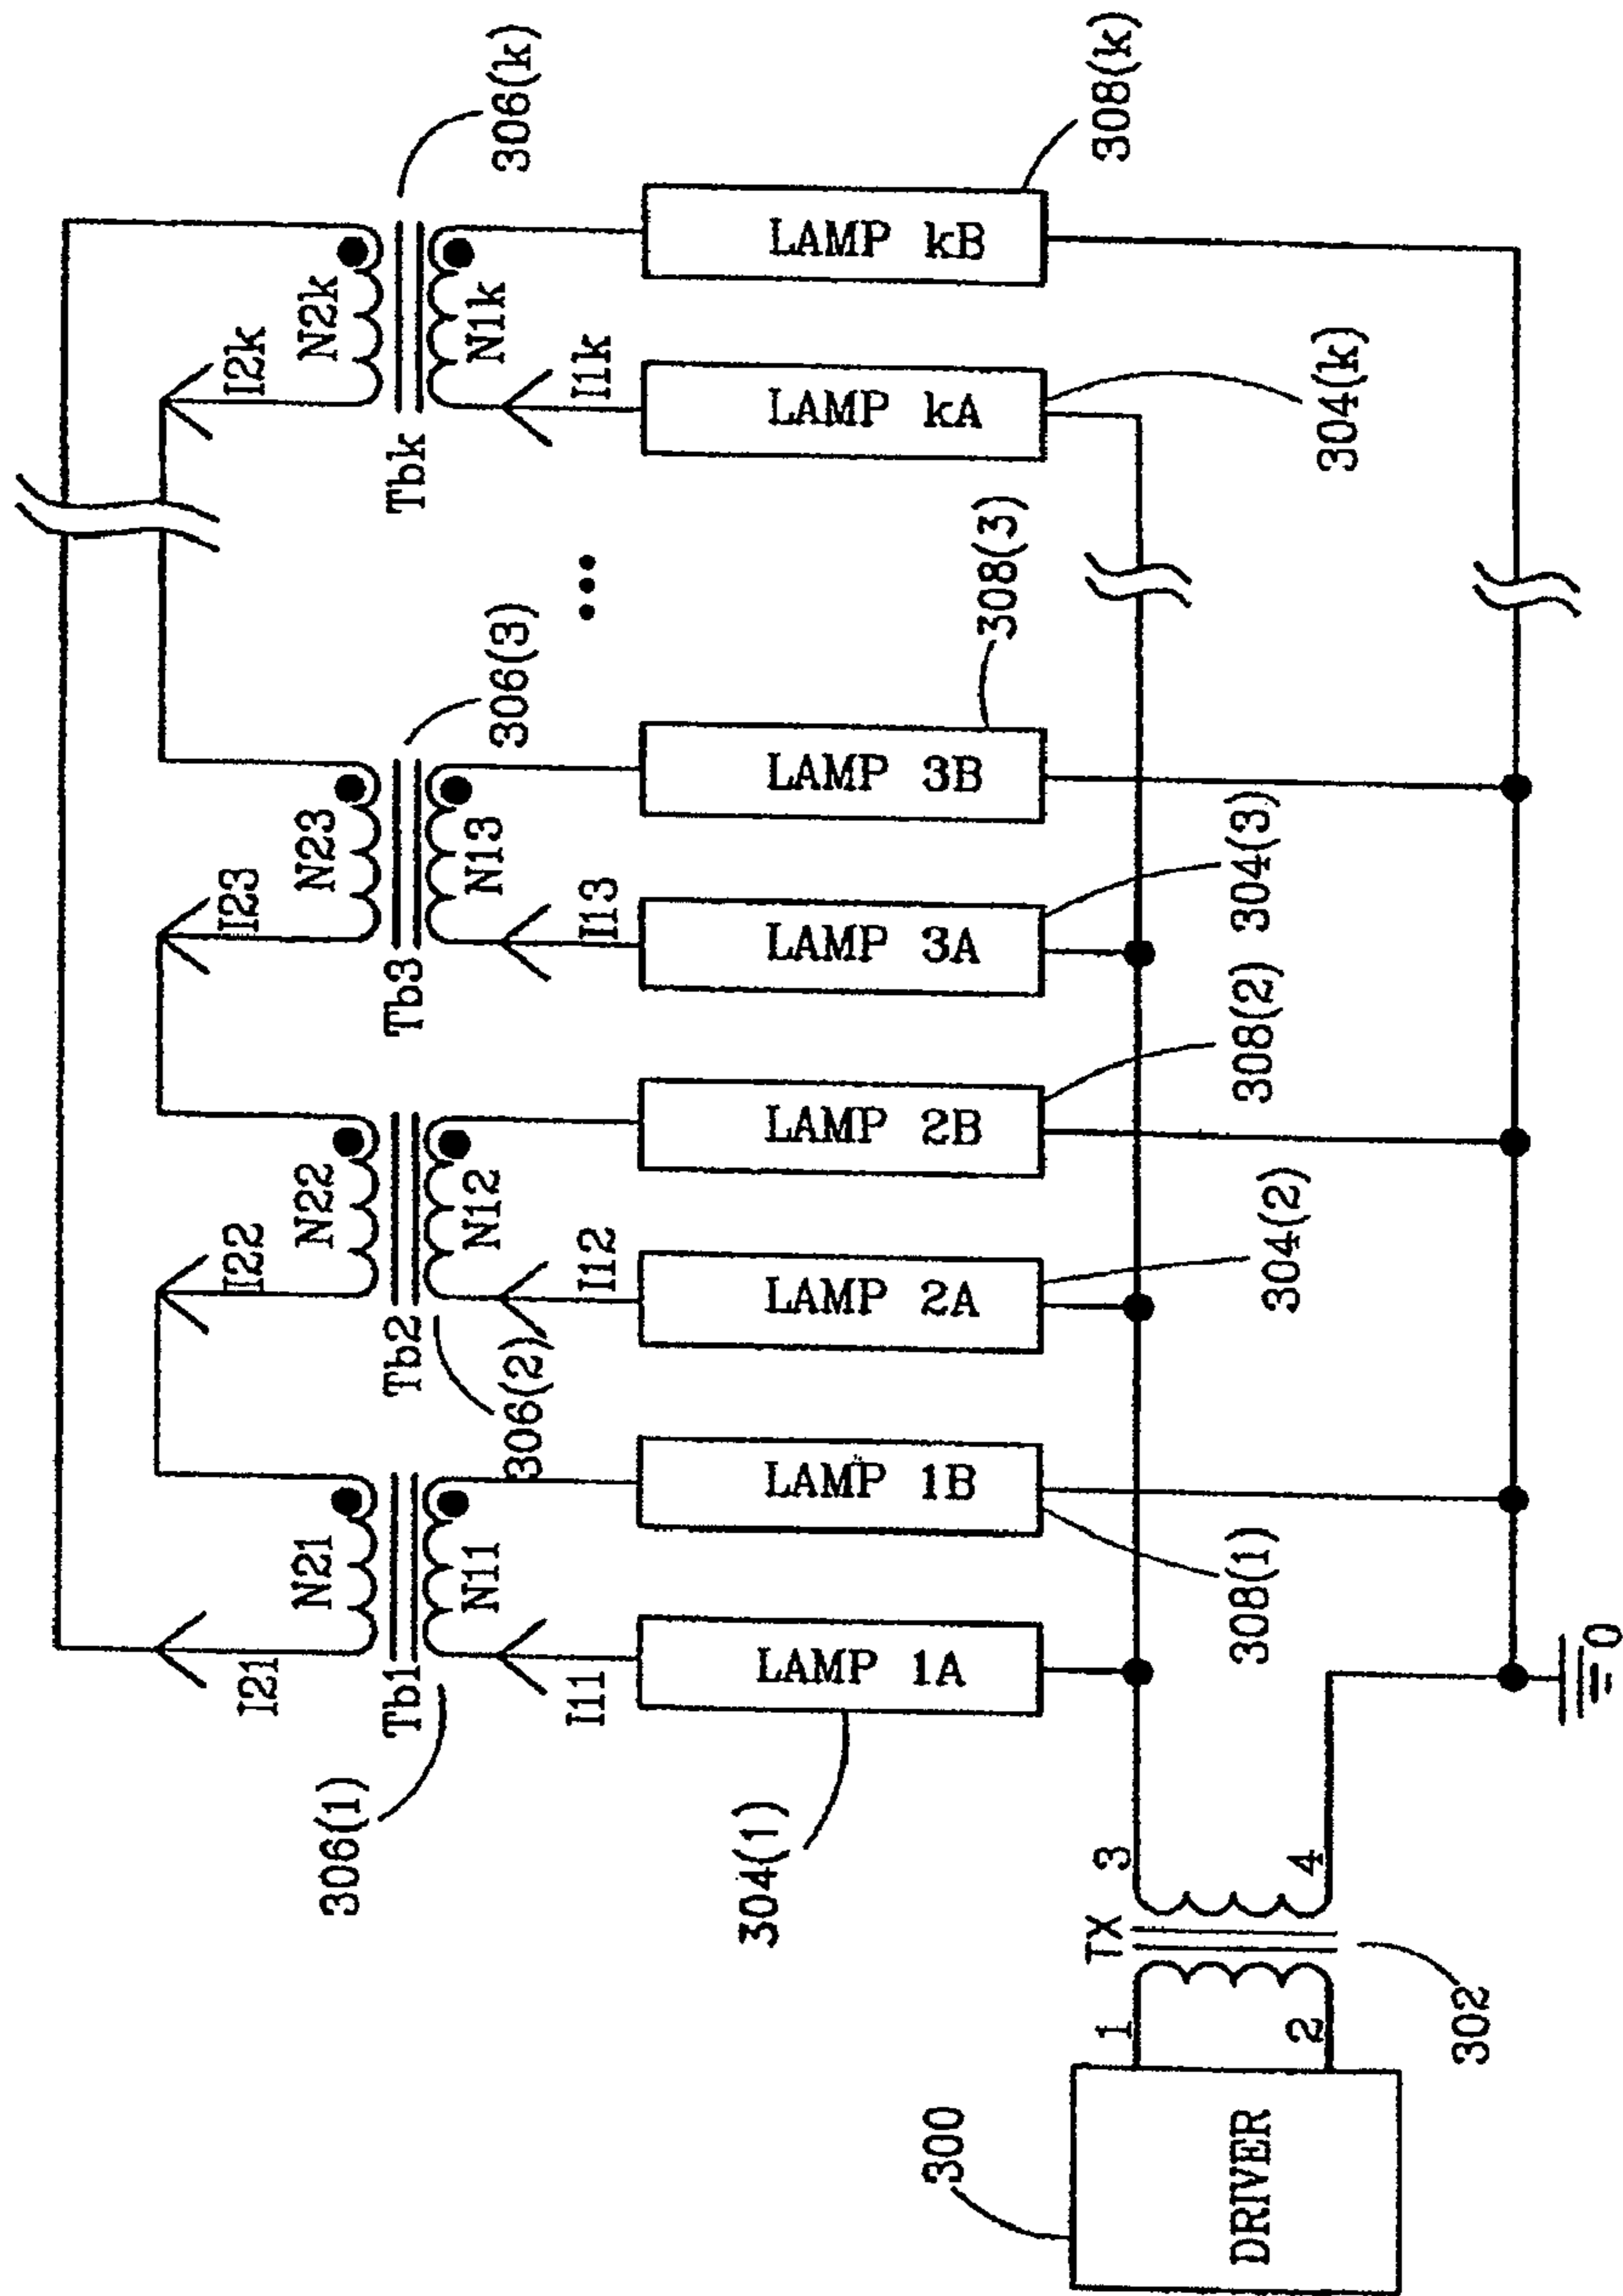 I21
I22
I23
I2k
N21
N22
N23
N2k
Tb1
Tb2
Tb3
Tbk
306(1)
306(2)
306(3)
306(k)
N11
N12
N13
N1k
I11
I12
I13
I1k
...
304(1)
LAMP 1A
LAMP 1B
LAMP 2A
LAMP 2B
LAMP 3A
LAMP 3B
LAMP kA
LAMP kB
308(1)
304(2)
308(2)
304(3)
308(3)
304(k)
308(k)
300
DRIVER
1
2
TX
3
4
302
0